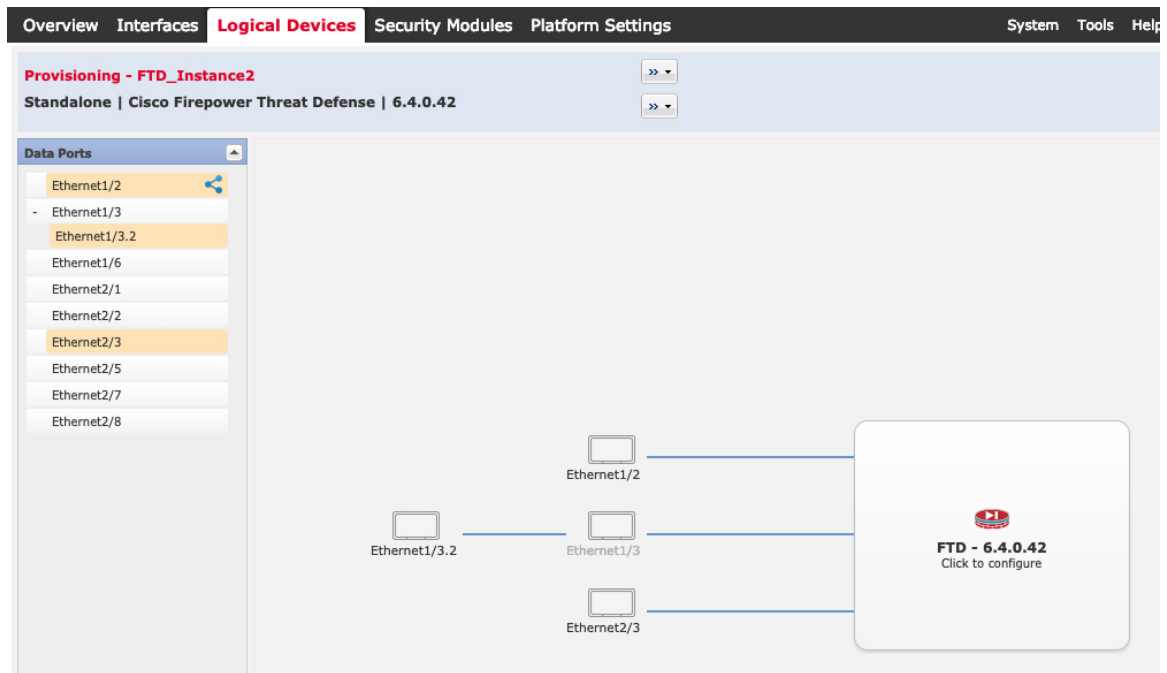 Overview Interfaces Logical Devices Security Modules Platform Settings System Tools Help
Provisioning - FTD_Instance2
Standalone | Cisco Firepower Threat Defense | 6.4.0.42
Data Ports
Ethernet1/2
- Ethernet1/3
Ethernet1/3.2
Ethernet1/6
Ethernet2/1
Ethernet2/2
Ethernet2/3
Ethernet2/5
Ethernet2/7
Ethernet2/8
Ethernet1/2
Ethernet1/3.2
Ethernet1/3
Ethernet2/3
FTD - 6.4.0.42
Click to configure